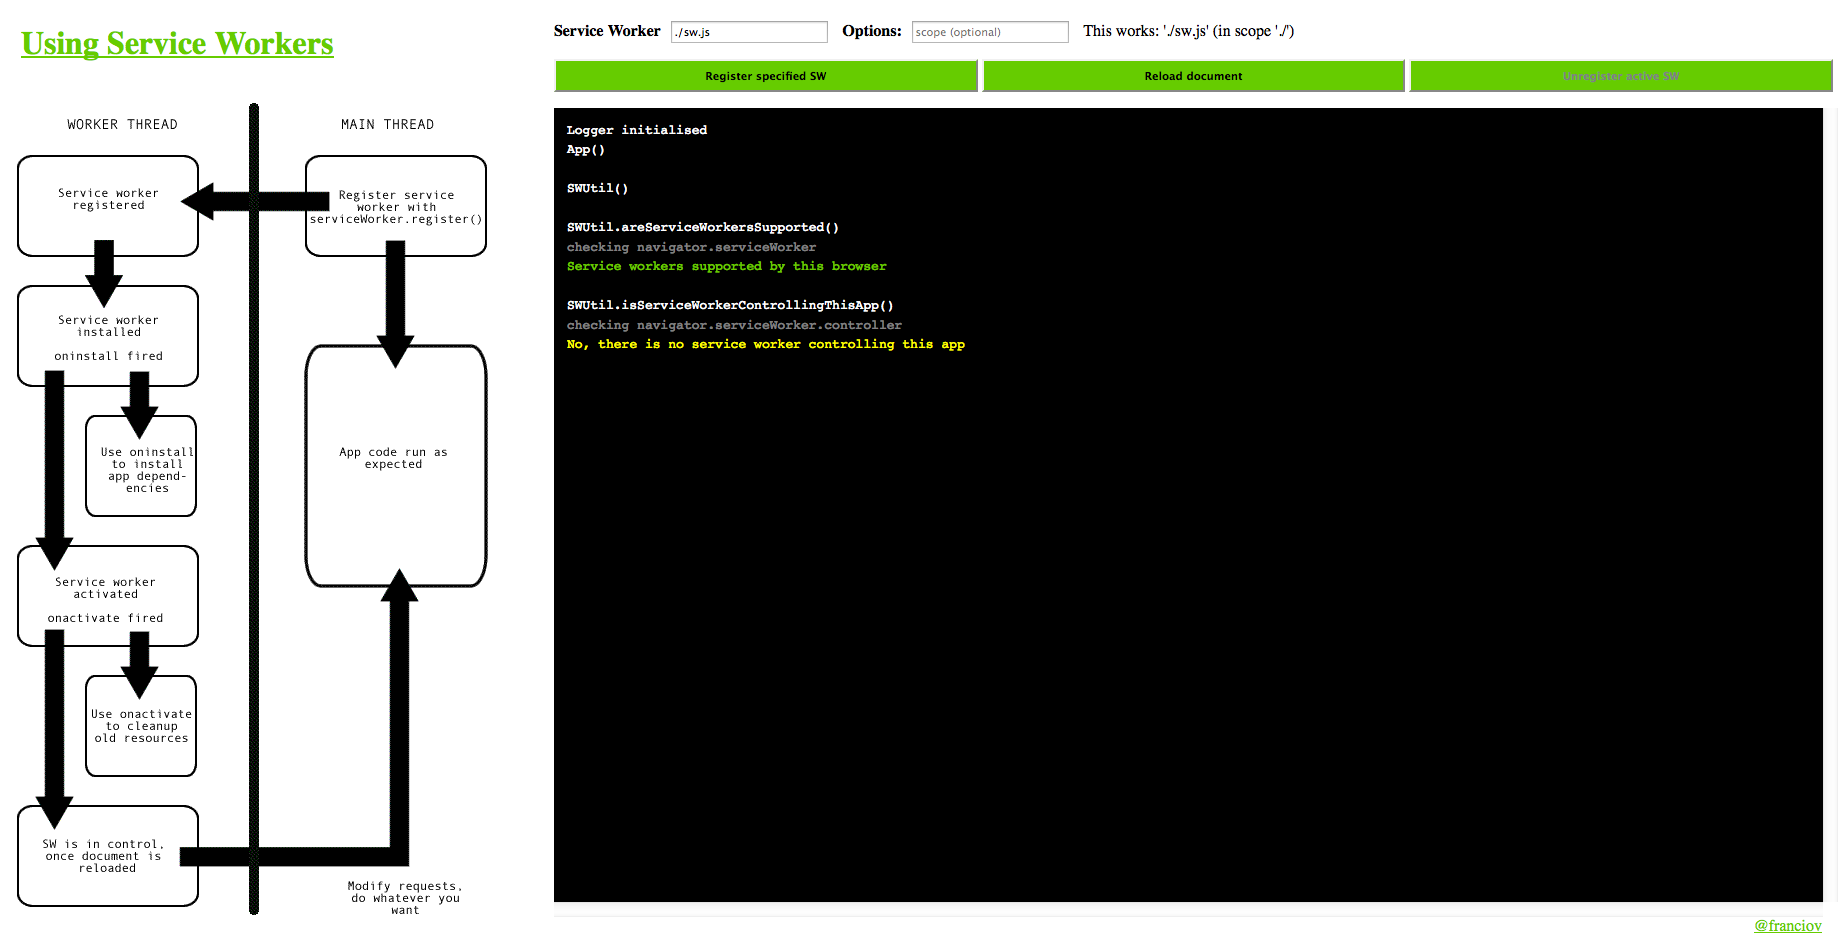 Using Service Workers
WORKER THREAD
MAIN THREAD
Service worker
registered
Register service
worker with
serviceWorker.register()
Service worker
installed
oninstall fired
Use oninstall
to install
app depend-
encies
App code run as
expected
Service worker
activated
onactivate fired
Use onactivate
to cleanup
old resources
SW is in control,
once document is
reloaded
Modify requests,
do whatever you
want
Service Worker ./sw.js Options: scope (optional) This works: './sw.js' (in scope './')
Register specified SW Reload document Unregister active SW
Logger initialised
App()
SWUtil()
SWUtil.areServiceWorkersSupported()
checking navigator.serviceWorker
Service workers supported by this browser
SWUtil.isServiceWorkerControllingThisApp()
checking navigator.serviceWorker.controller
No, there is no service worker controlling this app
@franciov